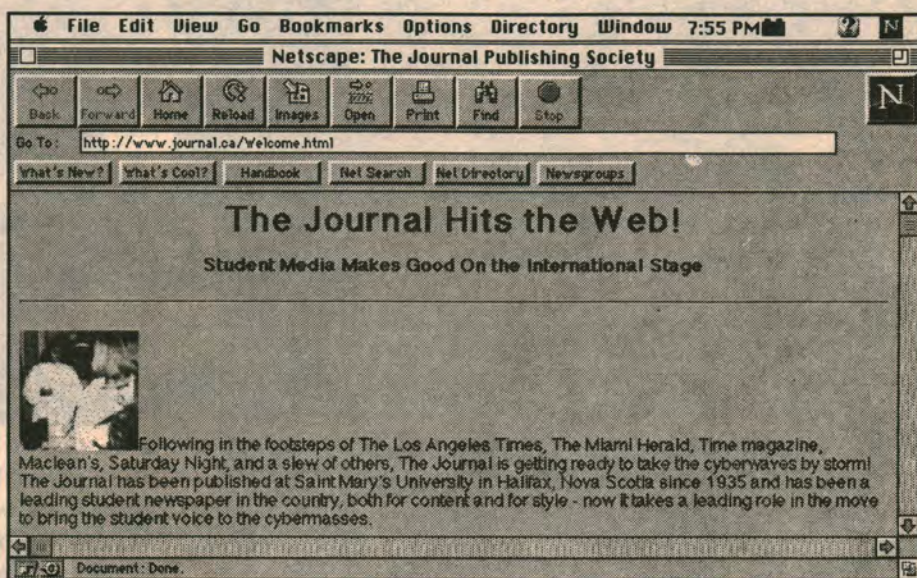 File Edit View Go Bookmarks Options Directory Window 7:55 PM
Netscape: The Journal Publishing Society
Back Forward Home Reload Images Open Print Find Stop
N
Go To: http://www.journal.ca/Welcome.html
What's New? What's Cool? Handbook Net Search Net Directory Newsgroups
The Journal Hits the Web!
Student Media Makes Good On the International Stage
Following in the footsteps of The Los Angeles Times, The Miami Herald, Time magazine,
Maclean's, Saturday Night, and a slew of others, The Journal is getting ready to take the cyberwaves by storm!
The Journal has been published at Saint Mary's University in Halifax, Nova Scotia since 1935 and has been a
leading student newspaper in the country, both for content and for style - now it takes a leading role in the move
to bring the student voice to the cybermasses.
Document: Done.